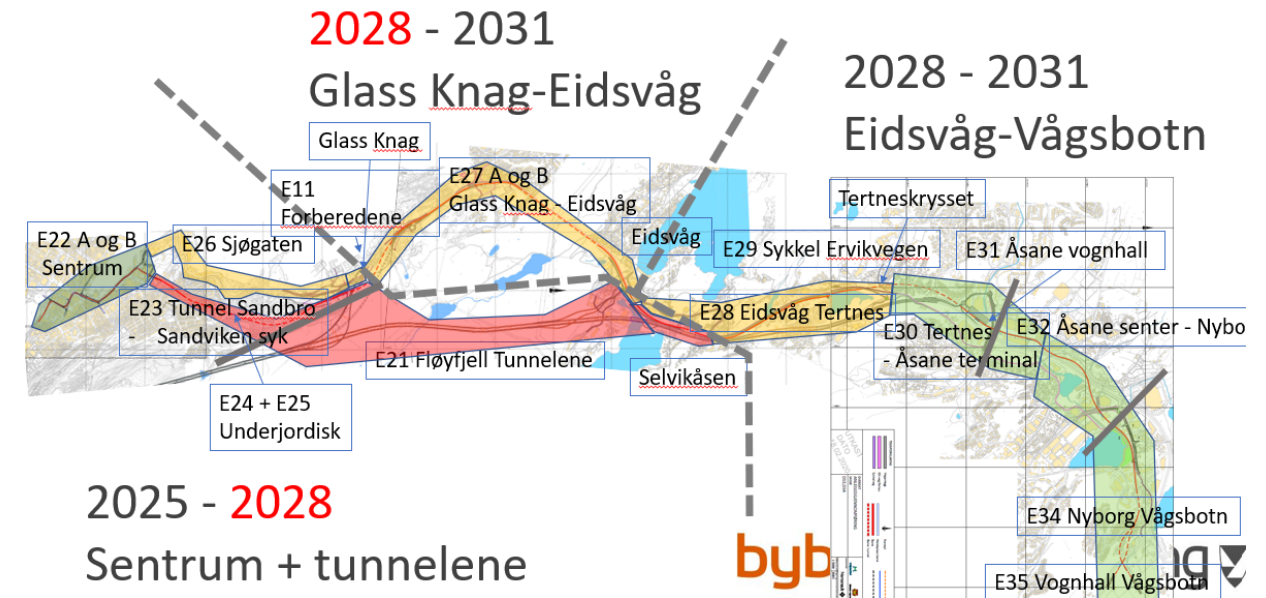 2028 - 2031
Glass Knag-Eidsvåg
2028 - 2031
Eidsvåg-Vågsbotn
Glass Knag
E11
Forberedene
E27 A og B
Glass Knag - Eidsvåg
Tertneskrysset
E22 A og B
Sentrum
E26 Sjøgaten
Eidsvåg
E29 Sykkel Ervikvegen
E31 Åsane vognhall
E23 Tunnel Sandbro
- Sandviken syk
E28 Eidsvåg Tertnes
E30 Tertnes
- Åsane terminal
E32 Åsane senter - Nybo
E21 Fløyfjell Tunnelene
Selvikåsen
E24 + E25
Underjordisk
2025 - 2028
Sentrum + tunnelene
E34 Nyborg Vågsbotn
byb
ng
E35 Vognhall Vågsbotn